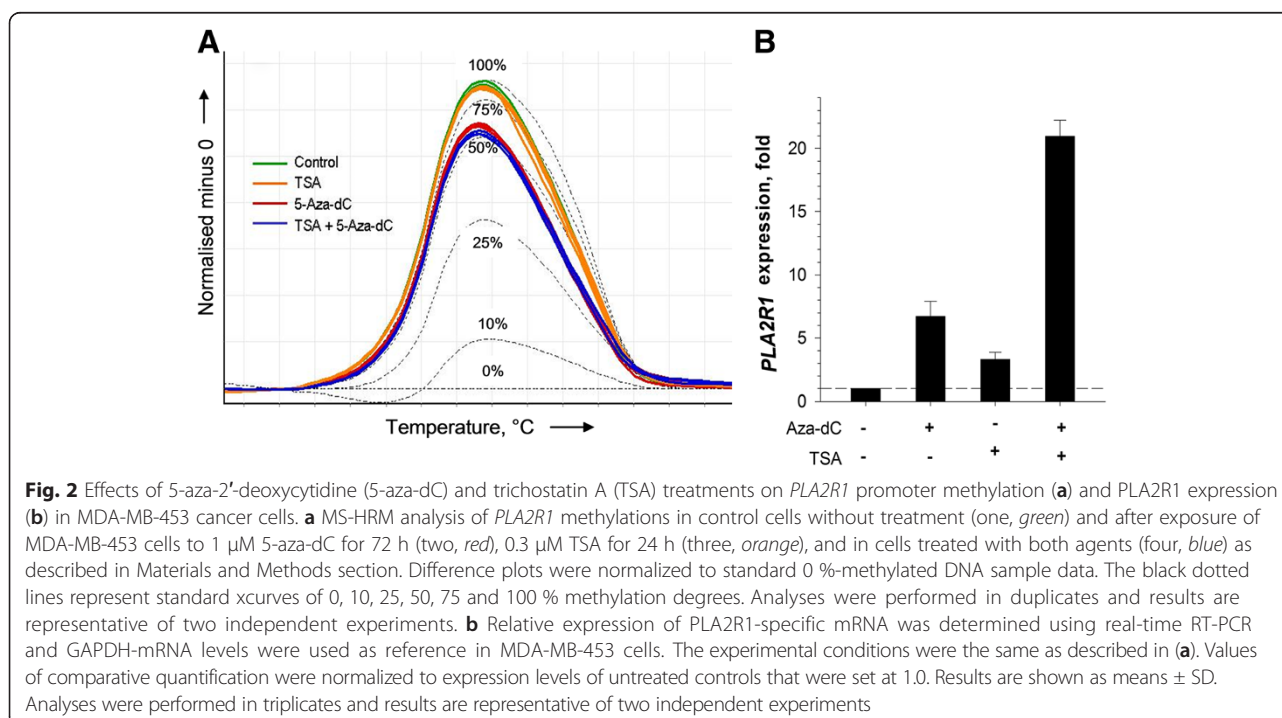 A
B
100%
75%
50%
25%
10%
0%
Control
TSA
5-Aza-dC
TSA + 5-Aza-dC
Normalised minus 0
Temperature, °C
PLA2R1 expression, fold
20
15
10
5
0
Aza-dC - + - +
TSA - - + +
Fig. 2 Effects of 5-aza-2′-deoxycytidine (5-aza-dC) and trichostatin A (TSA) treatments on PLA2R1 promoter methylation (a) and PLA2R1 expression
(b) in MDA-MB-453 cancer cells. a MS-HRM analysis of PLA2R1 methylations in control cells without treatment (one, green) and after exposure of
MDA-MB-453 cells to 1 μM 5-aza-dC for 72 h (two, red), 0.3 μM TSA for 24 h (three, orange), and in cells treated with both agents (four, blue) as
described in Materials and Methods section. Difference plots were normalized to standard 0 %-methylated DNA sample data. The black dotted
lines represent standard xcurves of 0, 10, 25, 50, 75 and 100 % methylation degrees. Analyses were performed in duplicates and results are
representative of two independent experiments. b Relative expression of PLA2R1-specific mRNA was determined using real-time RT-PCR
and GAPDH-mRNA levels were used as reference in MDA-MB-453 cells. The experimental conditions were the same as described in (a). Values
of comparative quantification were normalized to expression levels of untreated controls that were set at 1.0. Results are shown as means ± SD.
Analyses were performed in triplicates and results are representative of two independent experiments